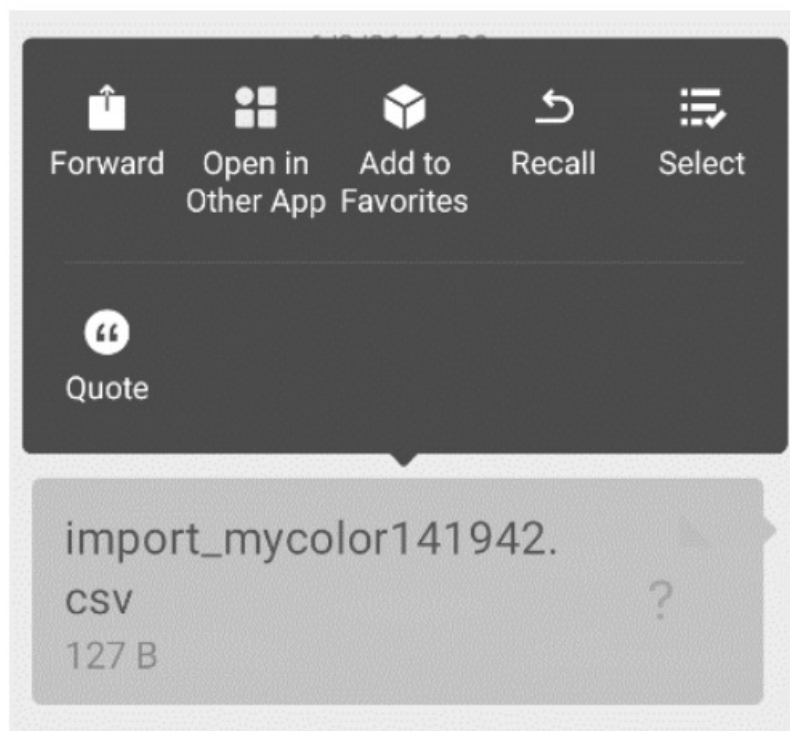 Forward
Open in
Other App
Add to
Favorites
Recall
Select
Quote
import_mycolor141942.
csv
?
127 B